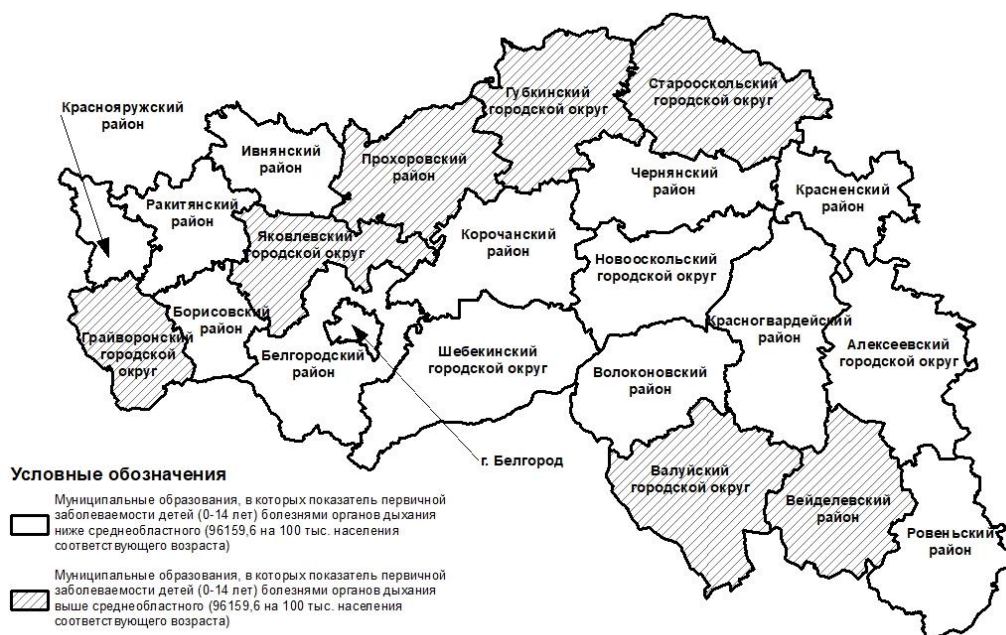 Краснояружский
район
Ивнянский
район
Прохоровский
район
Губкинский
городской округ
Старооскольский
городской округ
Ракитянский
район
Чернянский
район
Красненский
район
Яковлевский
городской округ
Корочанский
район
Новооскольский
городской округ
Борисовский
район
Грайворонский
городской
округ
Белгородский
район
Шебекинский
городской округ
Красногвардейский
район
Алексеевский
городской округ
Волоконовский
район
г. Белгород
Валуйский
городской округ
Вейделевский
район
Ровеньский
район
Условные обозначения
Муниципальные образования, в которых показатель первичной
заболеваемости детей (0-14 лет) болезнями органов дыхания
ниже среднеобластного (96159,6 на 100 тыс. населения
соответствующего возраста)
Муниципальные образования, в которых показатель первичной
заболеваемости детей (0-14 лет) болезнями органов дыхания
выше среднеобластного (96159,6 на 100 тыс. населения
соответствующего возраста)